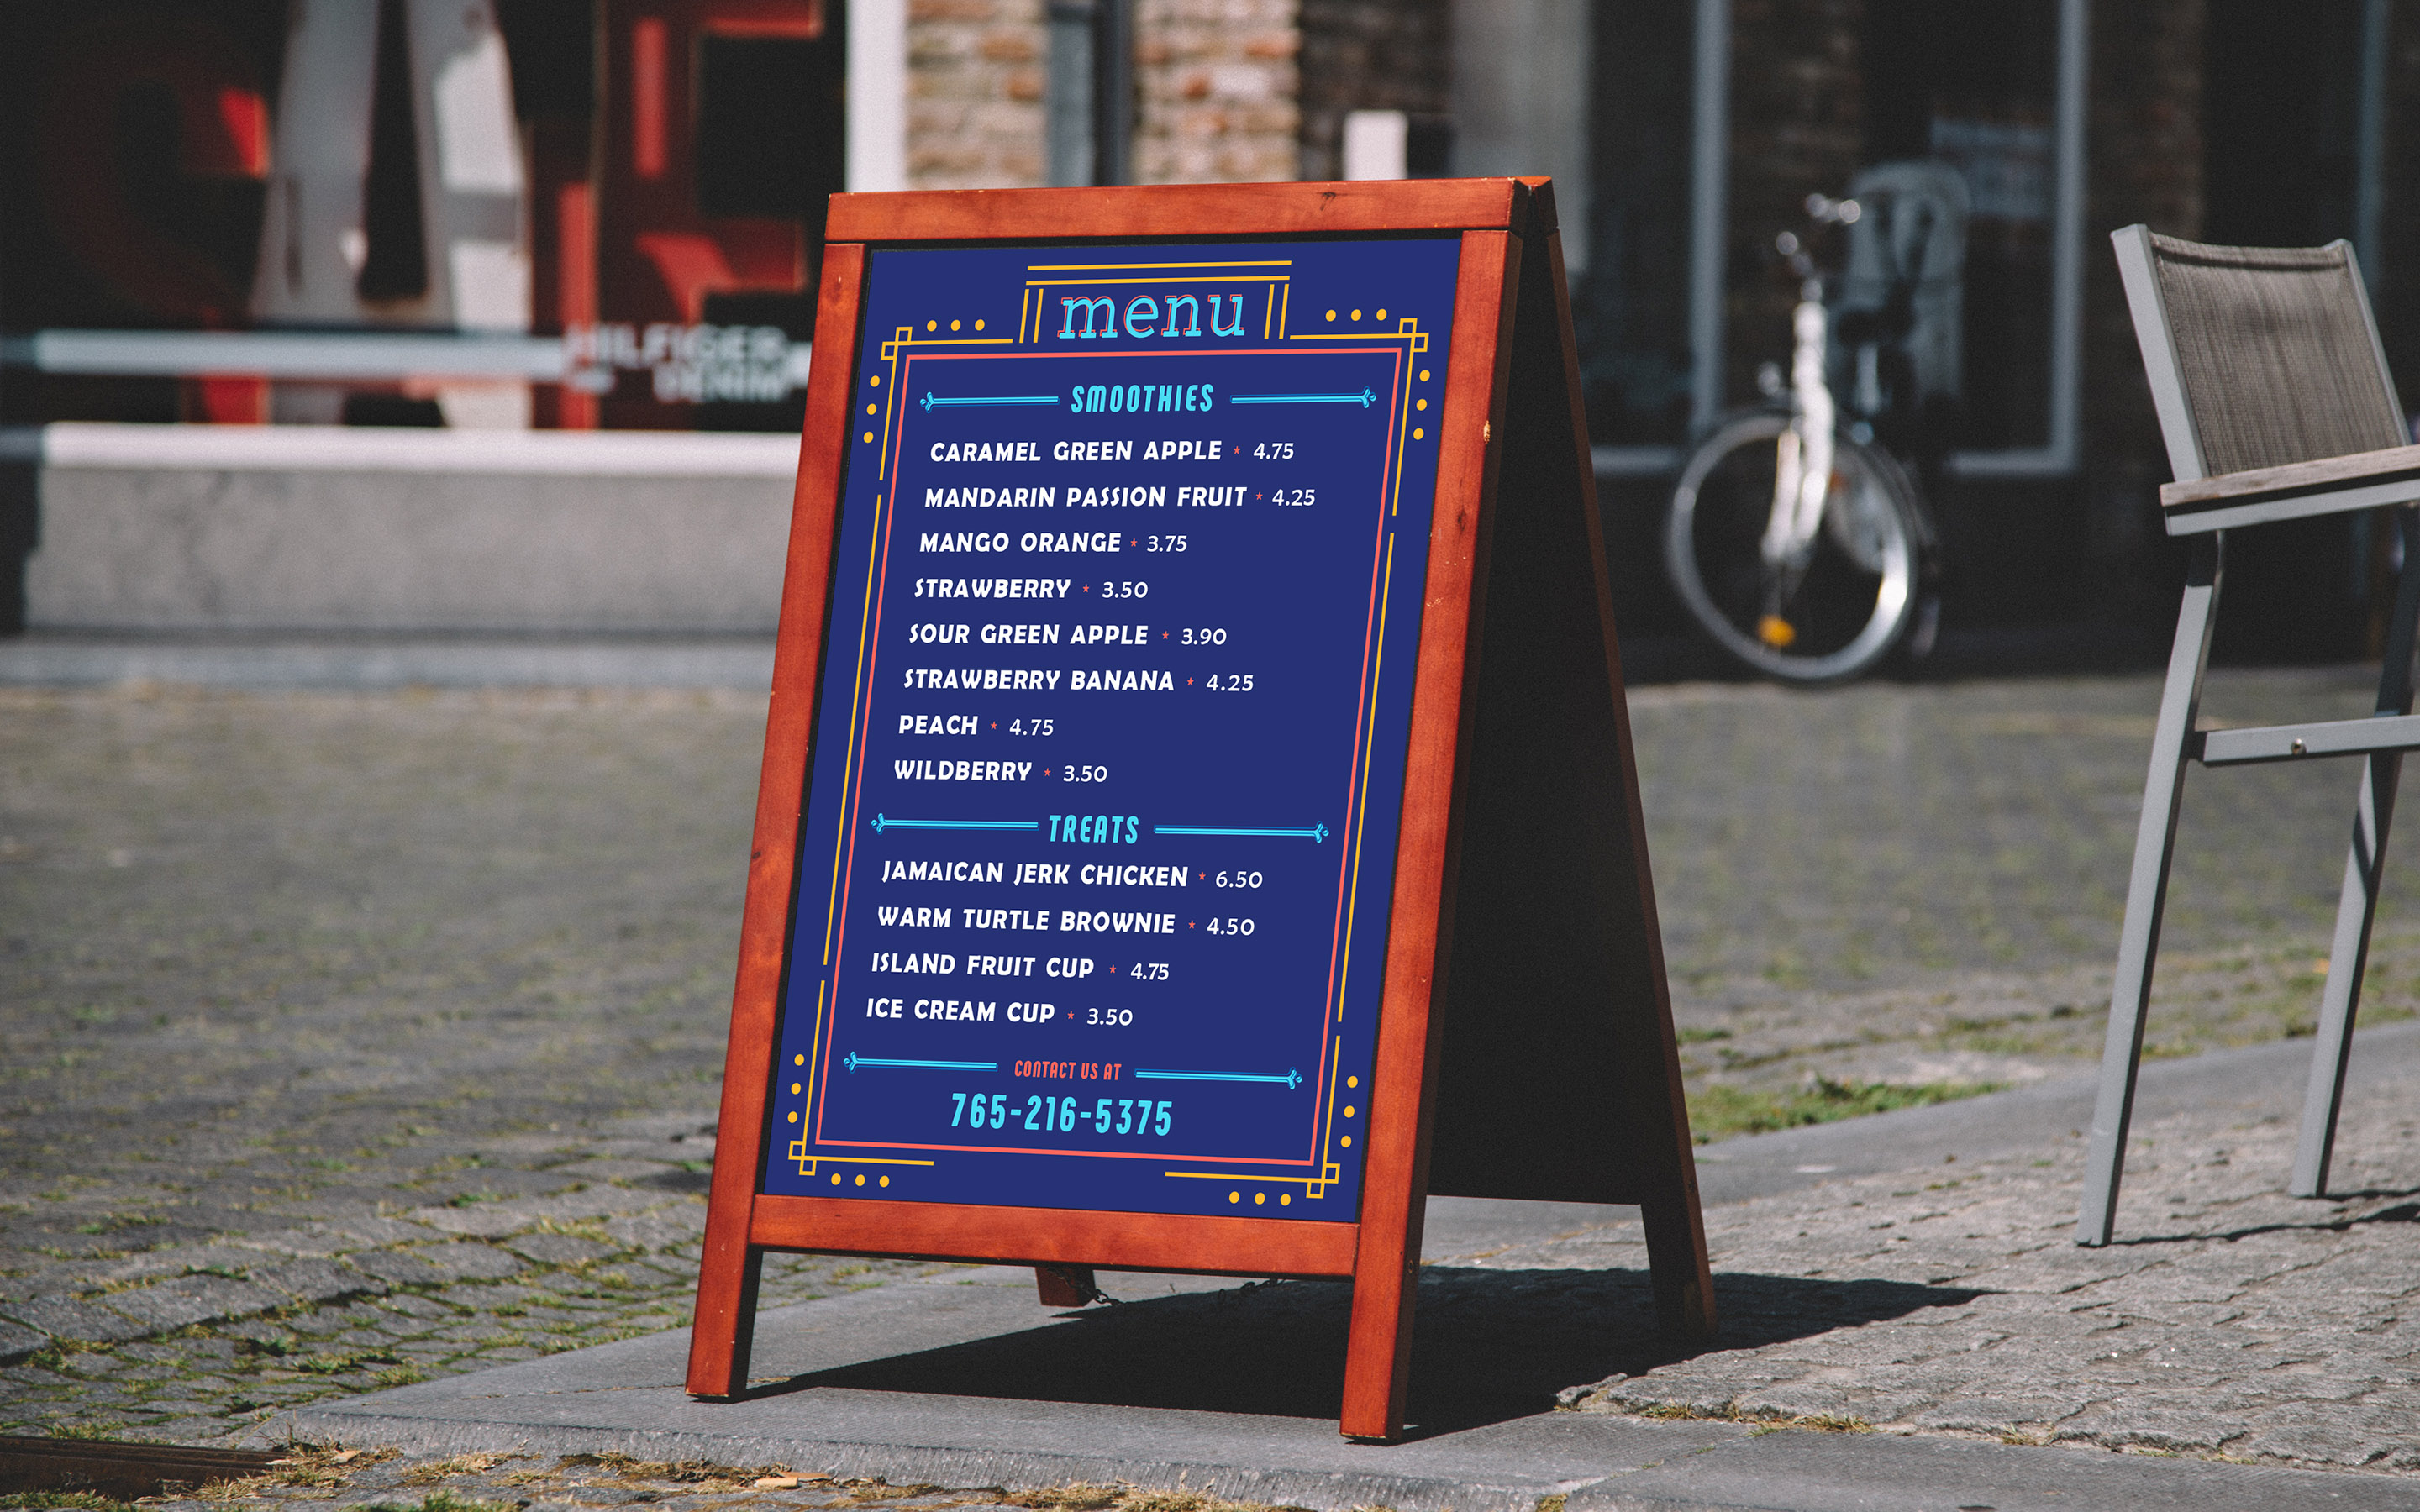 HILFIGER
DENIM
menu
SMOOTHIES
CARAMEL GREEN APPLE * 4.75
MANDARIN PASSION FRUIT * 4.25
MANGO ORANGE * 3.75
STRAWBERRY * 3.50
SOUR GREEN APPLE * 3.90
STRAWBERRY BANANA * 4.25
PEACH * 4.75
WILDBERRY * 3.50
TREATS
JAMAICAN JERK CHICKEN * 6.50
WARM TURTLE BROWNIE * 4.50
ISLAND FRUIT CUP * 4.75
ICE CREAM CUP * 3.50
CONTACT US AT
765-216-5375